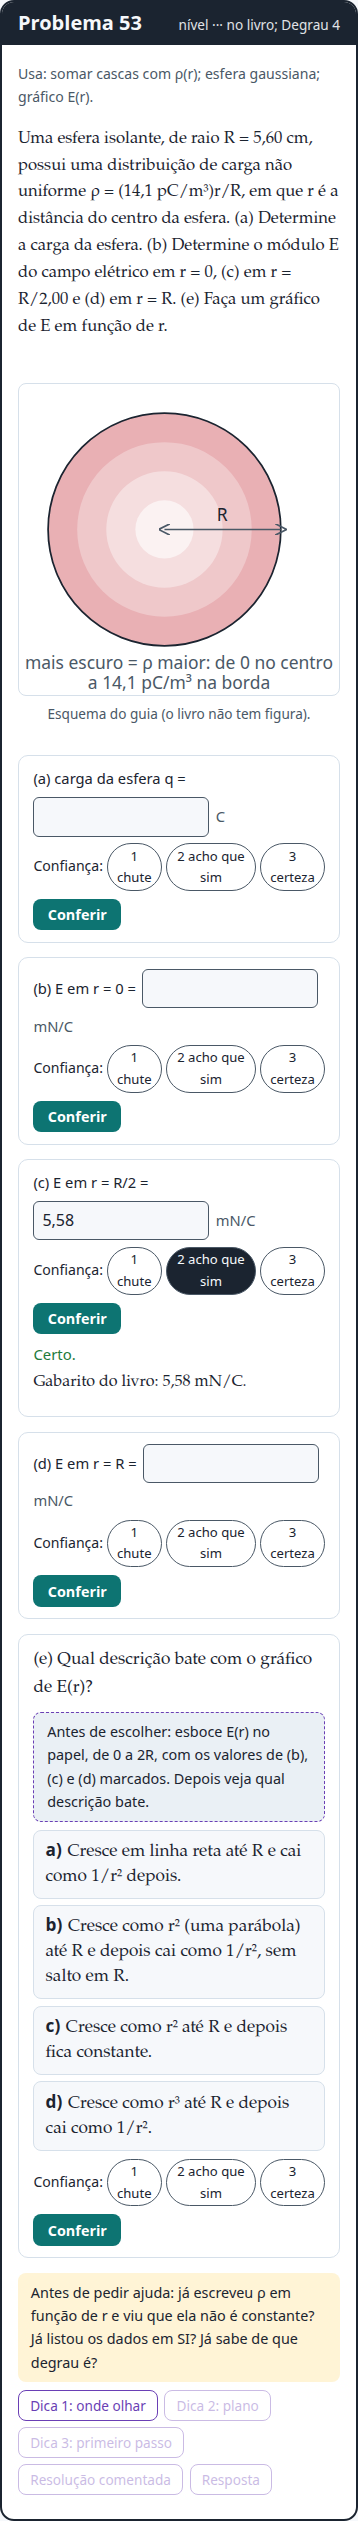 Problema 53
nível ··· no livro; Degrau 4
Usa: somar cascas com ρ(r); esfera gaussiana;
gráfico E(r).
Uma esfera isolante, de raio R = 5,60 cm,
possui uma distribuição de carga não
uniforme ρ = (14,1 pC/m³)r/R, em que r é a
distância do centro da esfera. (a) Determine
a carga da esfera. (b) Determine o módulo E
do campo elétrico em r = 0, (c) em r =
R/2,00 e (d) em r = R. (e) Faça um gráfico
de E em função de r.
R
mais escuro = ρ maior: de 0 no centro
a 14,1 pC/m³ na borda
Esquema do guia (o livro não tem figura).
(a) carga da esfera q =
C
Confiança:
1
chute
2 acho que
sim
3
certeza
Conferir
(b) E em r = 0 =
mN/C
Confiança:
1
chute
2 acho que
sim
3
certeza
Conferir
(c) E em r = R/2 =
5,58
mN/C
Confiança:
1
chute
2 acho que
sim
3
certeza
Conferir
Certo.
Gabarito do livro: 5,58 mN/C.
(d) E em r = R =
mN/C
Confiança:
1
chute
2 acho que
sim
3
certeza
Conferir
(e) Qual descrição bate com o gráfico
de E(r)?
Antes de escolher: esboce E(r) no
papel, de 0 a 2R, com os valores de (b),
(c) e (d) marcados. Depois veja qual
descrição bate.
a) Cresce em linha reta até R e cai
como 1/r² depois.
b) Cresce como r² (uma parábola)
até R e depois cai como 1/r², sem
salto em R.
c) Cresce como r² até R e depois
fica constante.
d) Cresce como r³ até R e depois
cai como 1/r².
Confiança:
1
chute
2 acho que
sim
3
certeza
Conferir
Antes de pedir ajuda: já escreveu ρ em
função de r e viu que ela não é constante?
Já listou os dados em SI? Já sabe de que
degrau é?
Dica 1: onde olhar
Dica 2: plano
Dica 3: primeiro passo
Resolução comentada
Resposta